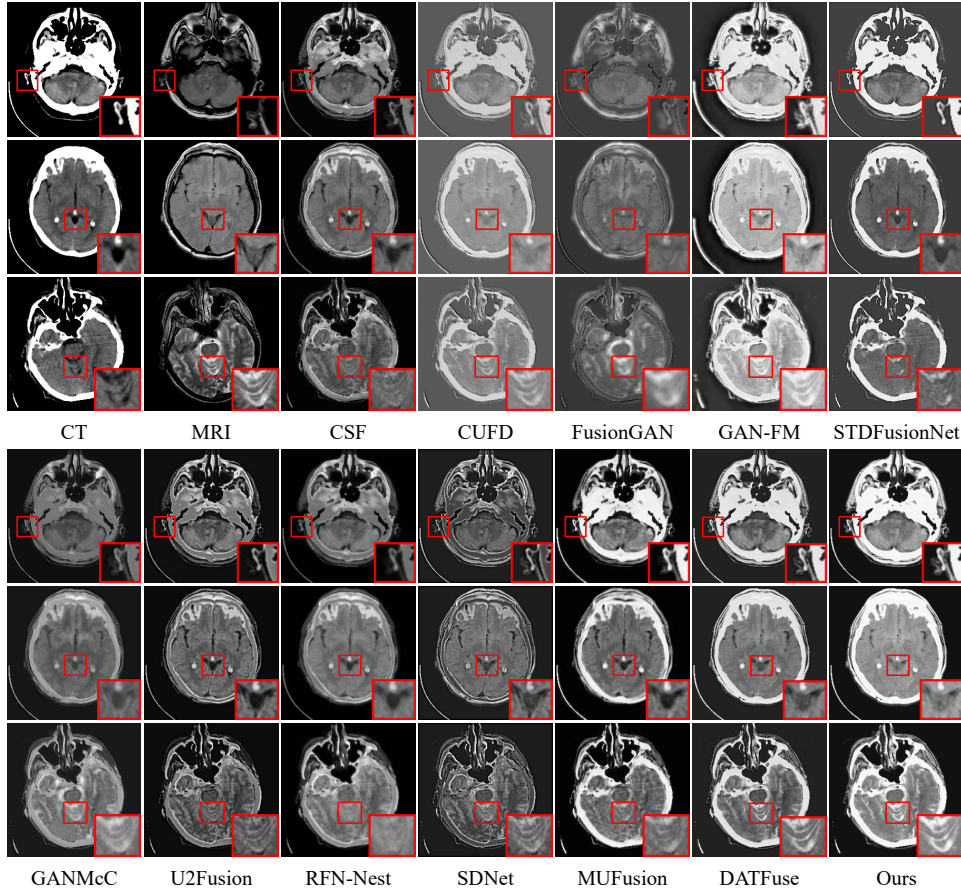 CT MRI CSF CUFD FusionGAN GAN-FM STDFusionNet
GANMcC U2Fusion RFN-Nest SDNet MUFusion DATFuse Ours